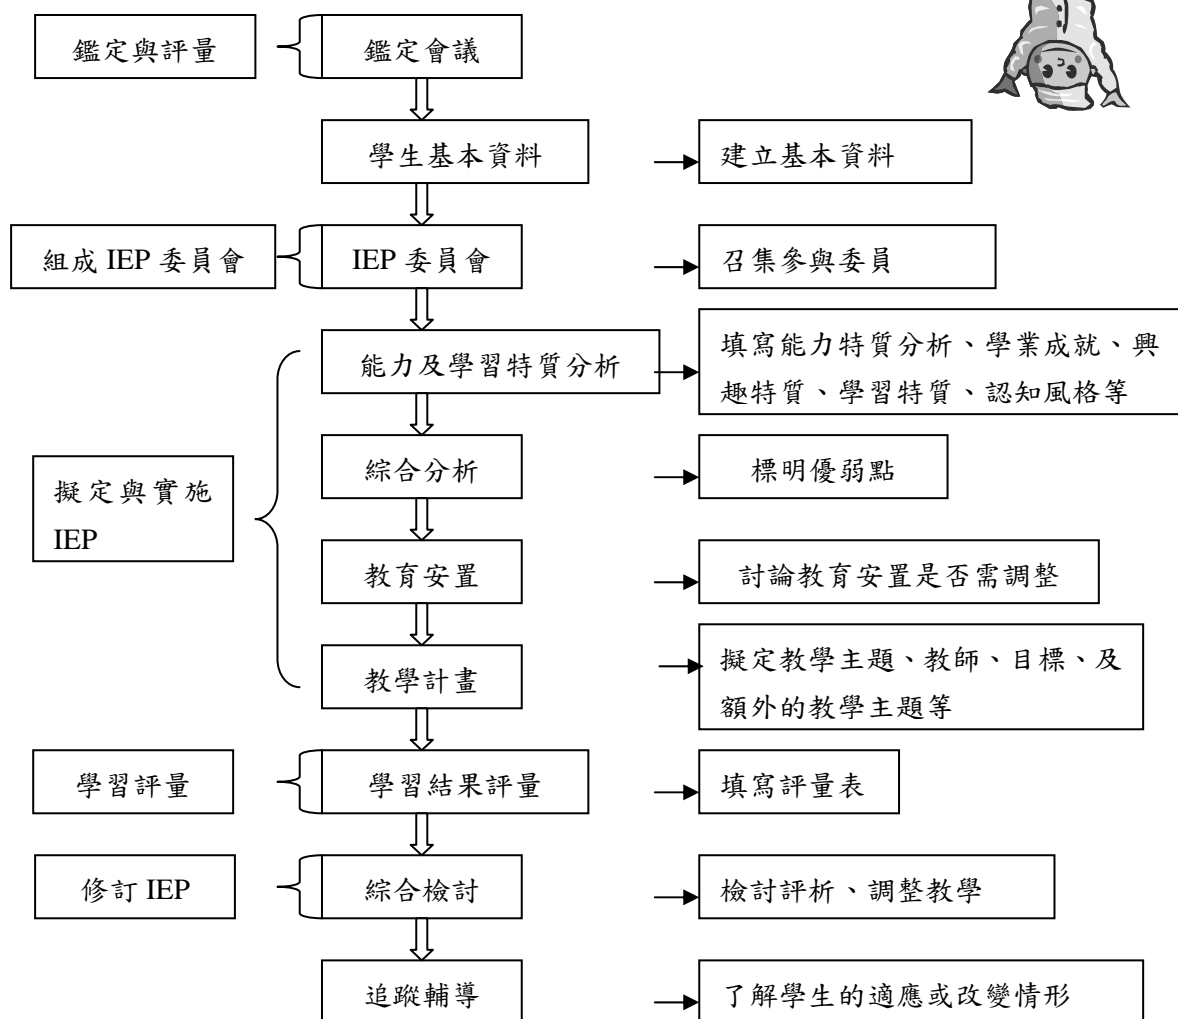 鑑定與評量
鑑定會議
學生基本資料
建立基本資料
組成 IEP 委員會
IEP 委員會
召集參與委員
能力及學習特質分析
填寫能力特質分析、學業成就、興
趣特質、學習特質、認知風格等
擬定與實施
IEP
綜合分析
標明優弱點
教育安置
討論教育安置是否需調整
教學計畫
擬定教學主題、教師、目標、及
額外的教學主題等
學習評量
學習結果評量
填寫評量表
修訂 IEP
綜合檢討
檢討評析、調整教學
追蹤輔導
了解學生的適應或改變情形